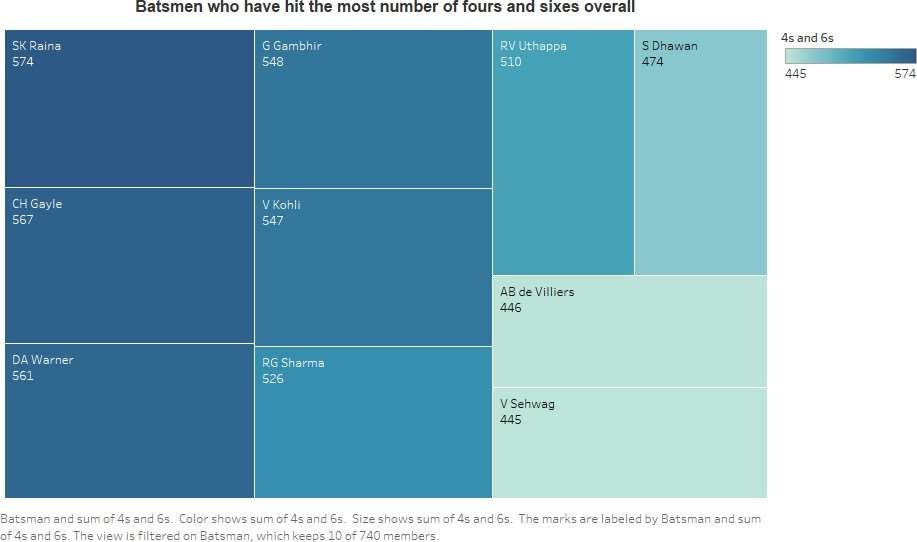 Batsmen who have hit the most number of fours and sixes overall
SK Raina
574
CH Gayle
567
DA Warner
561
G Gambhir
548
V Kohli
547
RG Sharma
526
RV Uthappa
510
S Dhawan
474
AB de Villiers
446
V Sehwag
445
4s and 6s
445 574
Batsman and sum of 4s and 6s. Color shows sum of 4s and 6s. Size shows sum of 4s and 6s. The marks are labeled by Batsman and sum
of 4s and 6s. The view is filtered on Batsman, which keeps 10 of 740 members.